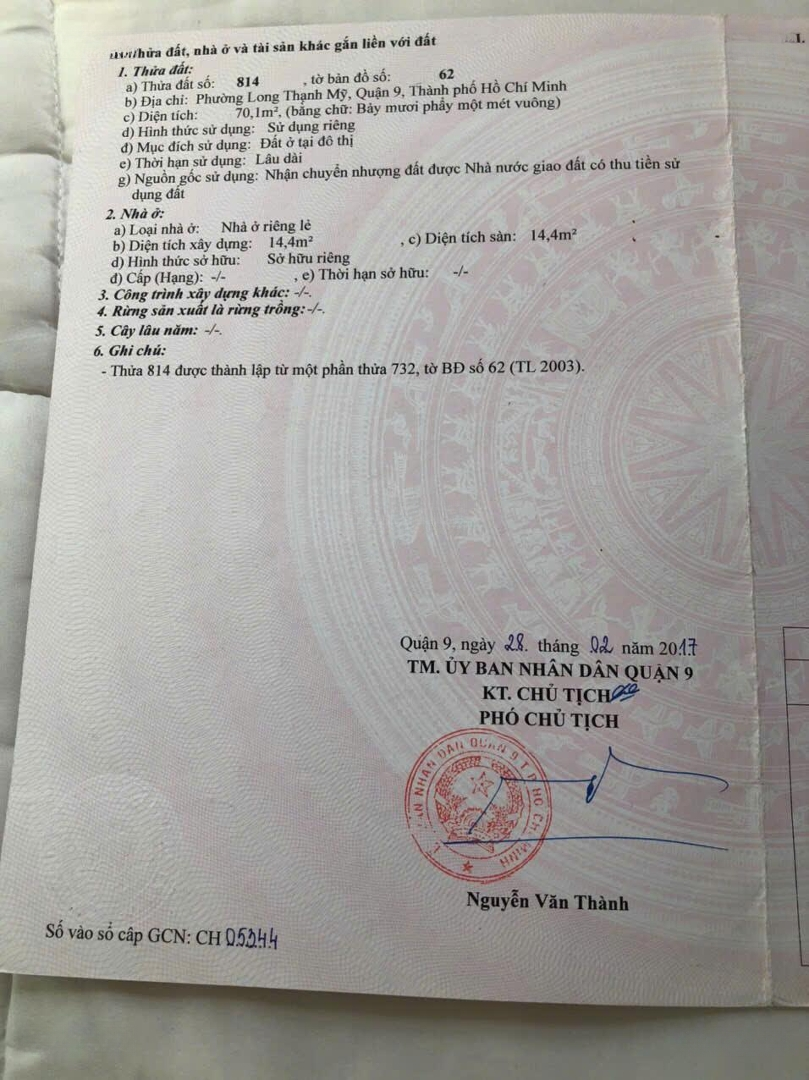 thửa đất, nhà ở và tài sản khác gắn liền với đất
1. Thửa đất:
a) Thửa đất số: 814 , tờ bản đồ số: 62
b) Địa chỉ: Phường Long Thạnh Mỹ, Quận 9, Thành phố Hồ Chí Minh
c) Diện tích: 70,1m², (bằng chữ: Bảy mươi phẩy một mét vuông)
d) Hình thức sử dụng: Sử dụng riêng
đ) Mục đích sử dụng: Đất ở tại đô thị
e) Thời hạn sử dụng: Lâu dài
g) Nguồn gốc sử dụng: Nhận chuyển nhượng đất được Nhà nước giao đất có thu tiền sử
dụng đất
2. Nhà ở:
a) Loại nhà ở: Nhà ở riêng lẻ
b) Diện tích xây dựng: 14,4m² , c) Diện tích sàn: 14,4m²
d) Hình thức sở hữu: Sở hữu riêng
đ) Cấp (Hạng): -/- , e) Thời hạn sở hữu: -/-
3. Công trình xây dựng khác: -/-.
4. Rừng sản xuất là rừng trồng: -/-.
5. Cây lâu năm: -/-.
6. Ghi chú:
- Thửa 814 được thành lập từ một phần thửa 732, tờ BĐ số 62 (TL 2003).
Quận 9, ngày 28. tháng 02 năm 2017
TM. ỦY BAN NHÂN DÂN QUẬN 9
KT. CHỦ TỊCH
PHÓ CHỦ TỊCH
BAN NHÂN DÂN QUẬN 9 T.P HỒ CHÍ MINH
Nguyễn Văn Thành
Số vào sổ cấp GCN: CH
I.